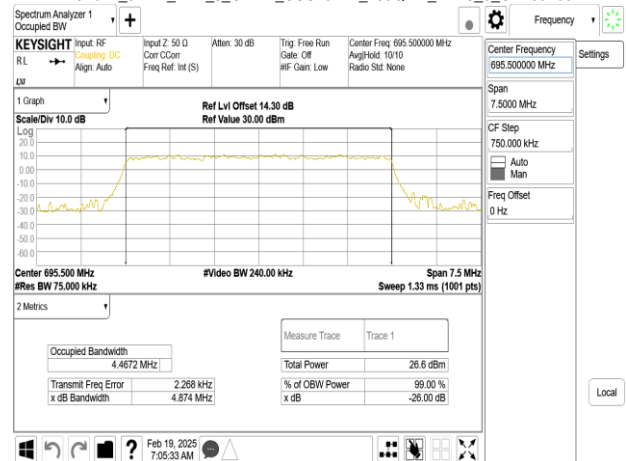 Spectrum Analyzer 1
Occupied BW
Frequency
KEYSIGHT
RL
LXI
Input: RF
Coupling: DC
Align: Auto
Input Z: 50 Ω
Corr CCorr
Freq Ref: Int (S)
Atten: 30 dB
Trig: Free Run
Gate: Off
#IF Gain: Low
Center Freq: 695.500000 MHz
Avg|Hold: 10/10
Radio Std: None
Center Frequency
695.500000 MHz
Settings
Span
7.5000 MHz
CF Step
750.000 kHz
Auto
Man
Freq Offset
0 Hz
Local
1 Graph
Scale/Div 10.0 dB
Ref Lvl Offset 14.30 dB
Ref Value 30.00 dBm
Log
20.0
10.0
0.00
-10.0
-20.0
-30.0
-40.0
-50.0
-60.0
Center 695.500 MHz
#Video BW 240.00 kHz
Span 7.5 MHz
#Res BW 75.000 kHz
Sweep 1.33 ms (1001 pts)
2 Metrics
Measure Trace Trace 1
Occupied Bandwidth
4.4672 MHz
Total Power 26.6 dBm
Transmit Freq Error 2.268 kHz
% of OBW Power 99.00 %
x dB Bandwidth 4.874 MHz
x dB -26.00 dB
Feb 19, 2025
7:05:33 AM